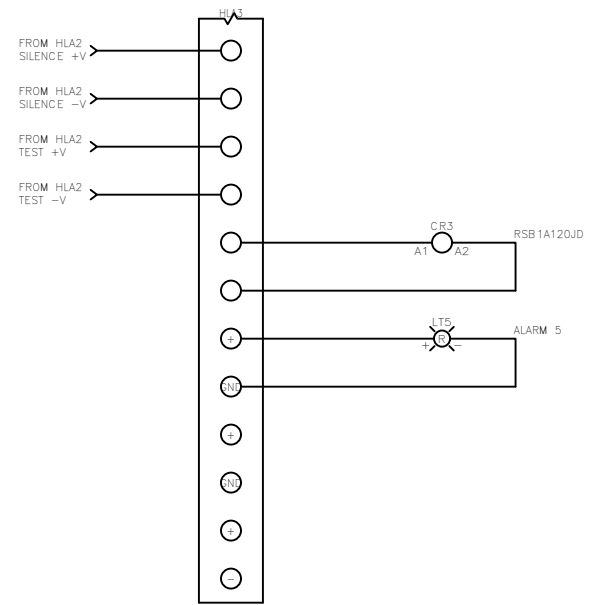 HLA3
FROM HLA2
SILENCE +V
FROM HLA2
SILENCE -V
FROM HLA2
TEST +V
FROM HLA2
TEST -V
CR3
A1 A2
RSB1A120JD
LT5
R
+ -
ALARM 5
+
GND
+
GND
+
-